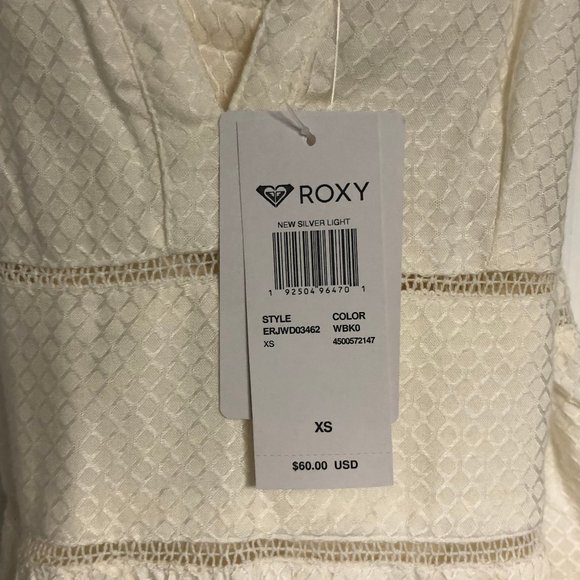 ROXY
NEW SILVER LIGHT
1 92504 96470 1
STYLE COLOR
ERJWD03462 WBK0
XS 4500572147
XS
$60.00 USD